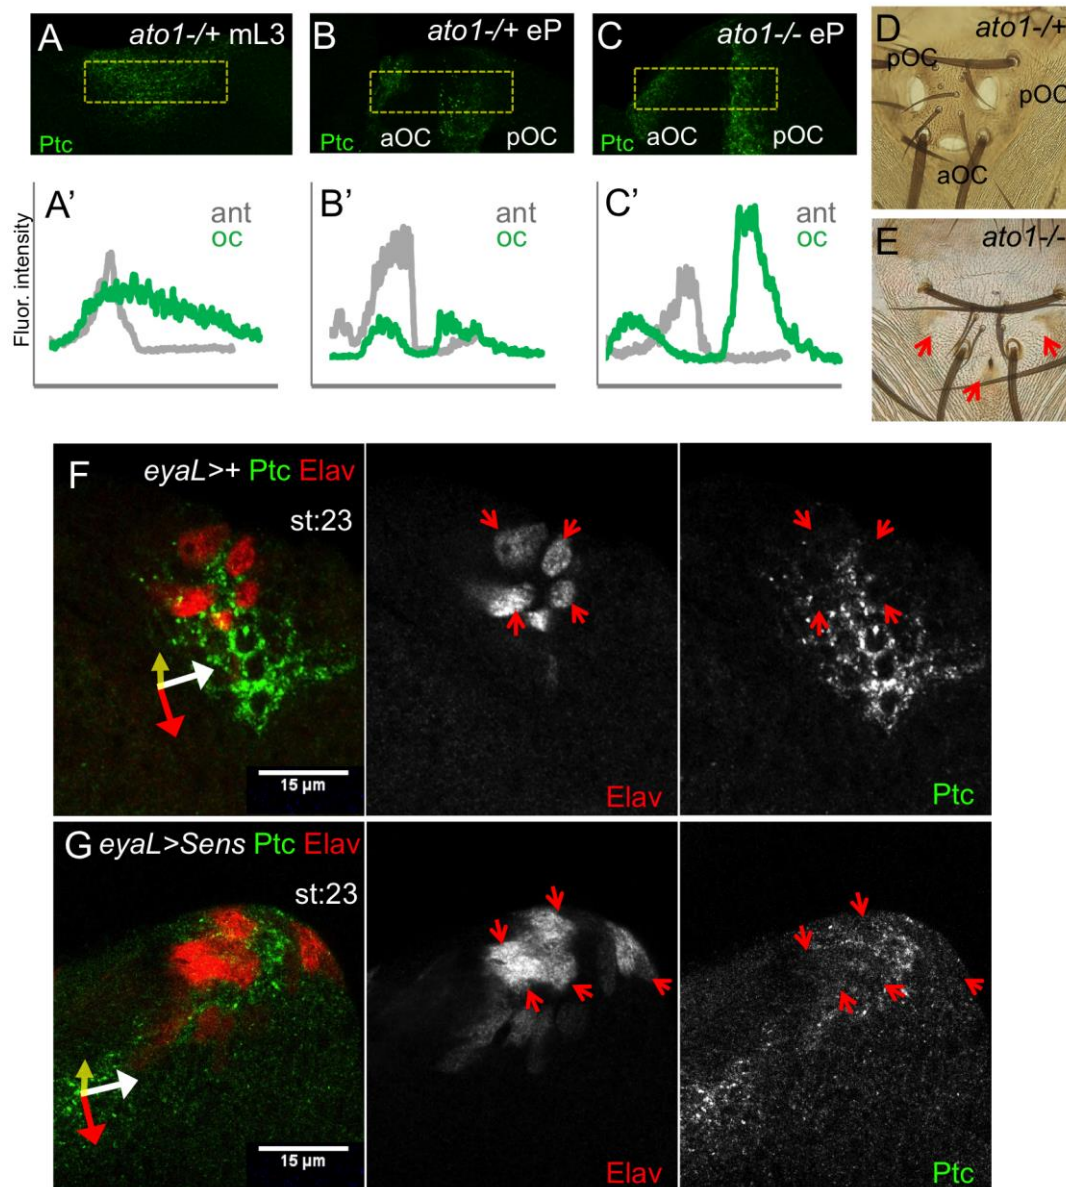 A ato1-/+ mL3
Ptc
B ato1-/+ eP
aOC pOC
C ato1-/- eP
Ptc aOC pOC
D ato1-/+
pOC
pOC
aOC
E ato1-/-
Fluor. intensity
A'
ant
oc
B'
ant
oc
C'
ant
oc
F eyaL>+ Ptc Elav
st:23
15 µm
Elav
Ptc
G eyaL>Sens Ptc Elav
st:23
15 µm
Elav
Ptc